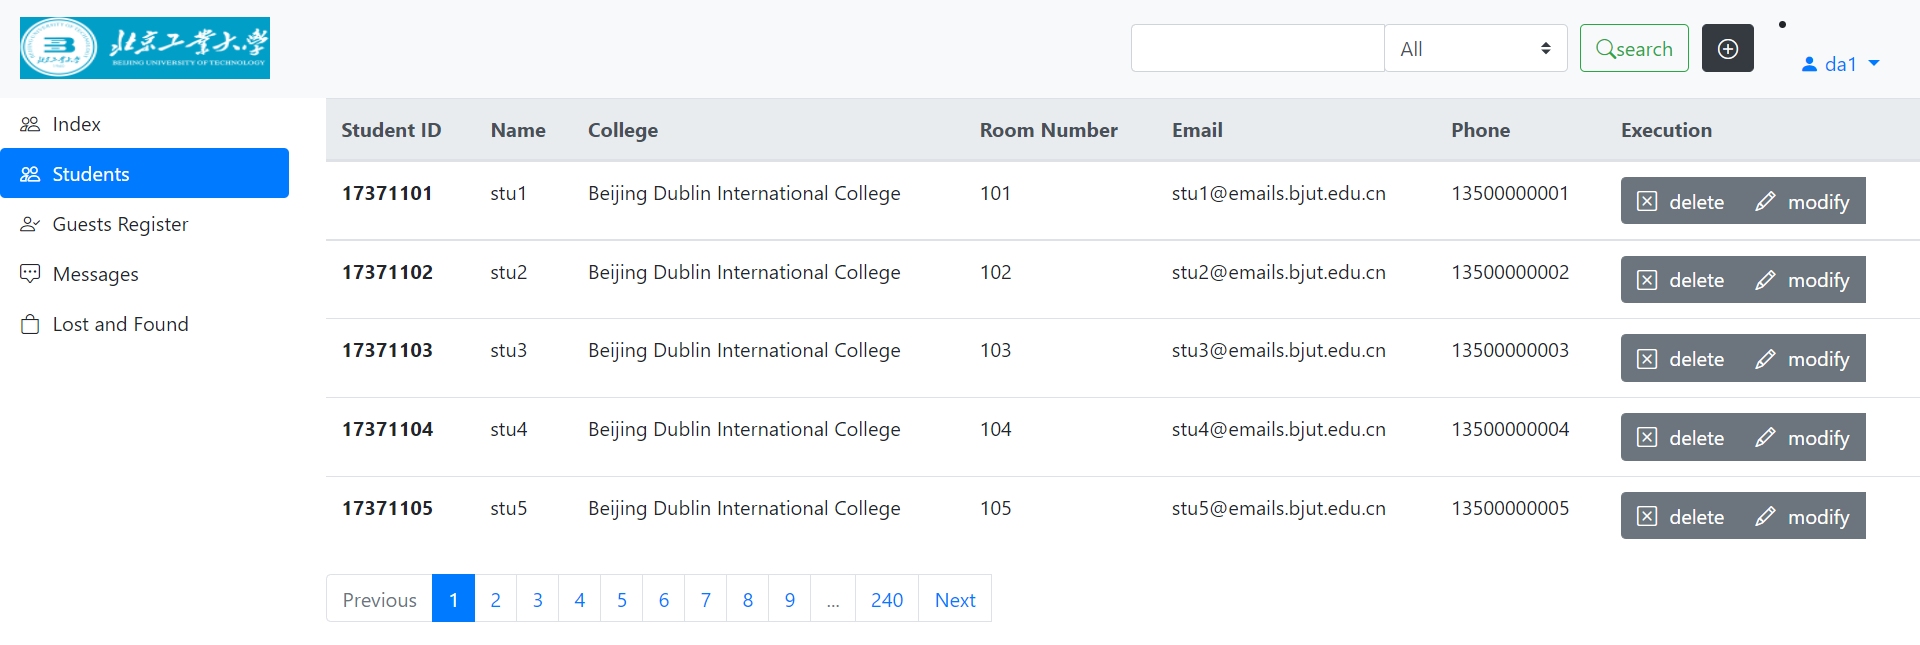 北京工业大学
BEIJING UNIVERSITY OF TECHNOLOGY
All
search
da1
Index
Students
Guests Register
Messages
Lost and Found
Student ID Name College Room Number Email Phone Execution
17371101 stu1 Beijing Dublin International College 101 stu1@emails.bjut.edu.cn 13500000001 delete modify
17371102 stu2 Beijing Dublin International College 102 stu2@emails.bjut.edu.cn 13500000002 delete modify
17371103 stu3 Beijing Dublin International College 103 stu3@emails.bjut.edu.cn 13500000003 delete modify
17371104 stu4 Beijing Dublin International College 104 stu4@emails.bjut.edu.cn 13500000004 delete modify
17371105 stu5 Beijing Dublin International College 105 stu5@emails.bjut.edu.cn 13500000005 delete modify
Previous 1 2 3 4 5 6 7 8 9 ... 240 Next